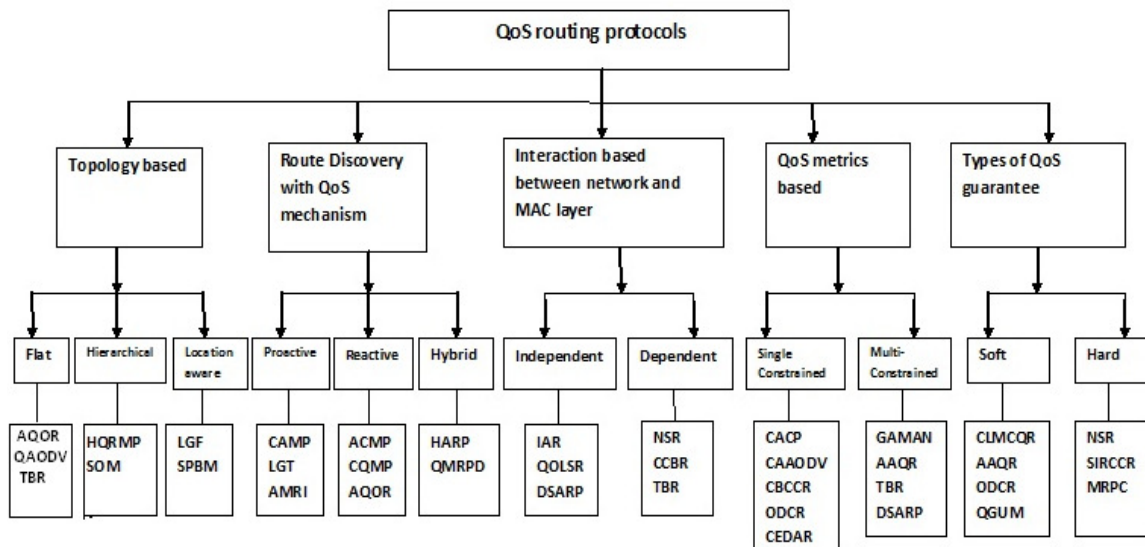 QoS routing protocols
Topology based
Route Discovery
with QoS
mechanism
Interaction based
between network and
MAC layer
QoS metrics
based
Types of QoS
guarantee
Flat
Hierarchical
Location
aware
Proactive
Reactive
Hybrid
Independent
Dependent
Single
Constrained
Multi-
Constrained
Soft
Hard
AQOR
QAODV
TBR
HQRMP
SOM
LGF
SPBM
CAMP
LGT
AMRI
ACMP
CQMP
AQOR
HARP
QMRPD
IAR
QOLSR
DSARP
NSR
CCBR
TBR
CACP
CAAODV
CBCCR
ODCR
CEDAR
GAMAN
AAQR
TBR
DSARP
CLMCQR
AAQR
ODCR
QGUM
NSR
SIRCCR
MRPC